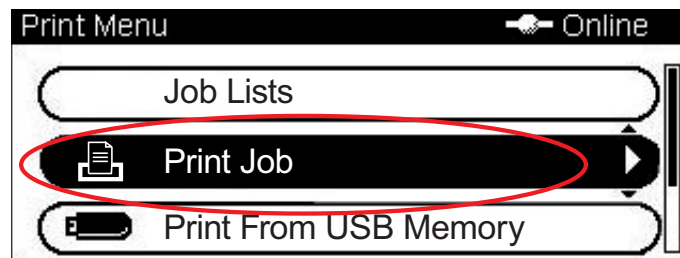 Print Menu Online
Job Lists
Print Job
Print From USB Memory